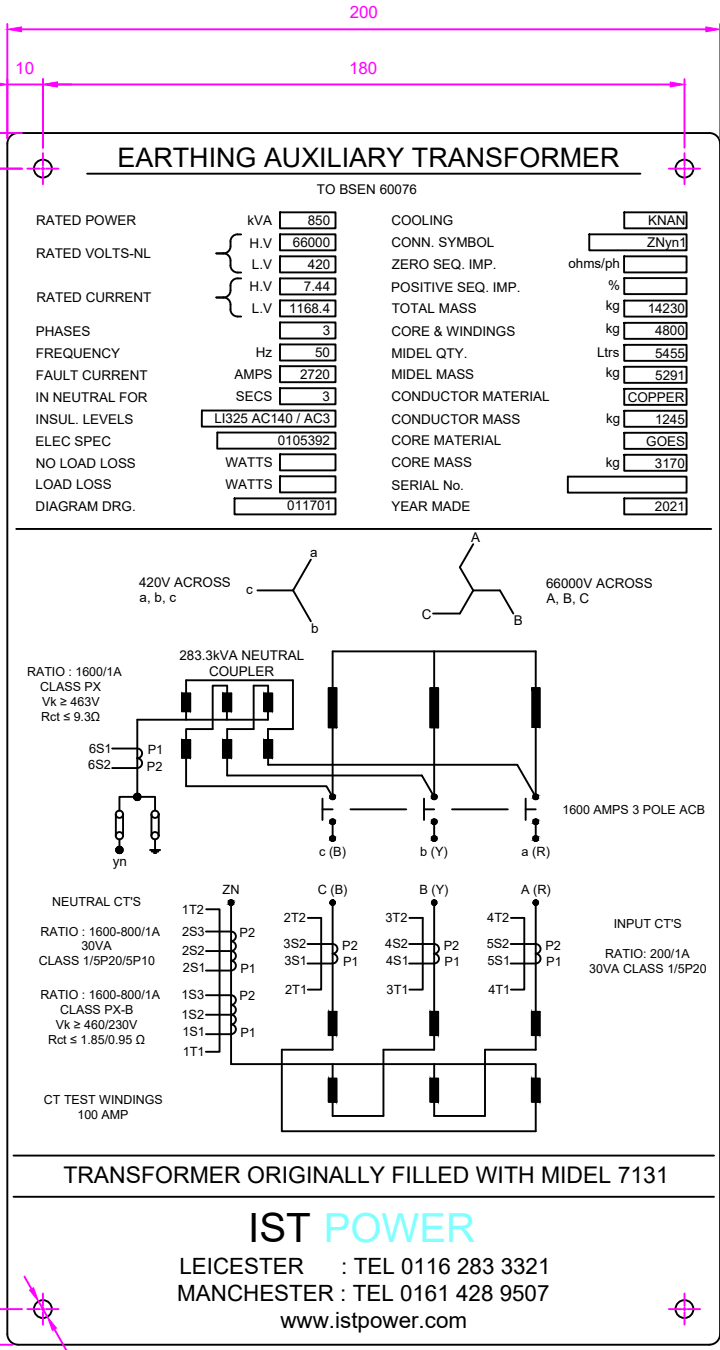 200
10
180
EARTHING AUXILIARY TRANSFORMER
TO BSEN 60076
RATED POWER kVA 850
RATED VOLTS-NL H.V 66000
L.V 420
RATED CURRENT H.V 7.44
L.V 1168.4
PHASES 3
FREQUENCY Hz 50
FAULT CURRENT AMPS 2720
IN NEUTRAL FOR SECS 3
INSUL. LEVELS LI325 AC140 / AC3
ELEC SPEC 0105392
NO LOAD LOSS WATTS
LOAD LOSS WATTS
DIAGRAM DRG. 011701
COOLING KNAN
CONN. SYMBOL ZNyn1
ZERO SEQ. IMP. ohms/ph
POSITIVE SEQ. IMP. %
TOTAL MASS kg 14230
CORE & WINDINGS kg 4800
MIDEL QTY. Ltrs 5455
MIDEL MASS kg 5291
CONDUCTOR MATERIAL COPPER
CONDUCTOR MASS kg 1245
CORE MATERIAL GOES
CORE MASS kg 3170
SERIAL No.
YEAR MADE 2021
420V ACROSS
a, b, c
a
c
b
A
C
B
66000V ACROSS
A, B, C
283.3kVA NEUTRAL
COUPLER
RATIO : 1600/1A
CLASS PX
Vk ≥ 463V
Rct ≤ 9.3Ω
6S1 P1
6S2 P2
yn
1600 AMPS 3 POLE ACB
c (B) b (Y) a (R)
ZN C (B) B (Y) A (R)
NEUTRAL CT'S
RATIO : 1600-800/1A
30VA
CLASS 1/5P20/5P10
RATIO : 1600-800/1A
CLASS PX-B
Vk ≥ 460/230V
Rct ≤ 1.85/0.95 Ω
CT TEST WINDINGS
100 AMP
1T2
2S3 P2
2S2
2S1 P1
1S3 P2
1S2
1S1 P1
1T1
2T2
3S2 P2
3S1 P1
2T1
3T2
4S2 P2
4S1 P1
3T1
4T2
5S2 P2
5S1 P1
4T1
INPUT CT'S
RATIO: 200/1A
30VA CLASS 1/5P20
TRANSFORMER ORIGINALLY FILLED WITH MIDEL 7131
IST POWER
LEICESTER : TEL 0116 283 3321
MANCHESTER : TEL 0161 428 9507
www.istpower.com